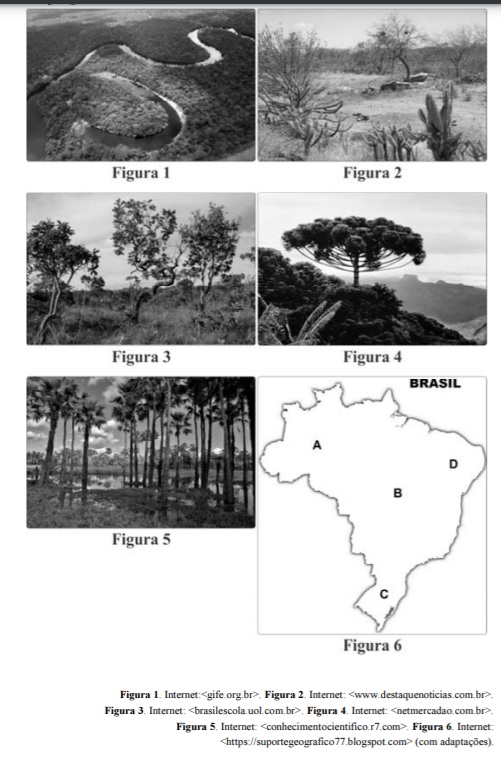 Figura 1
Figura 2
Figura 3
Figura 4
Figura 5
BRASIL
A
D
B
C
Figura 6
Figura 1. Internet:<gife.org.br>. Figura 2. Internet: <www.destaquenoticias.com.br>.
Figura 3. Internet: <brasilescola.uol.com.br>. Figura 4. Internet: <netmercadao.com.br>.
Figura 5. Internet: <conhecimentocientifico.r7.com>. Figura 6. Internet:
<https://suportegeografico77.blogspot.com> (com adaptações).